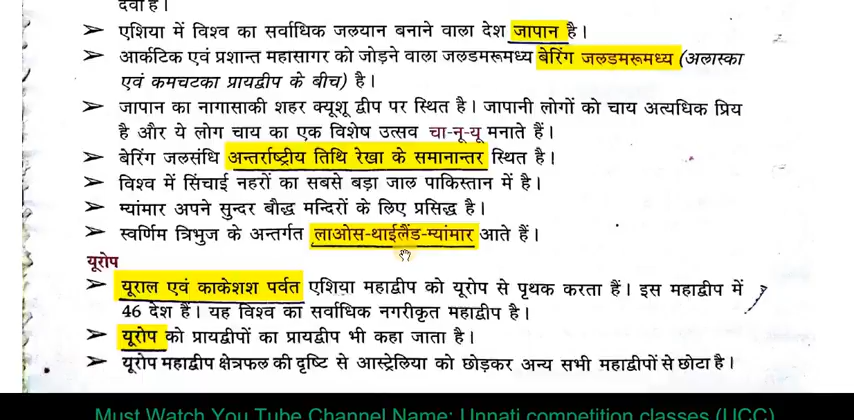 देवी है।
➢ एशिया में विश्व का सर्वाधिक जलयान बनाने वाला देश जापान है।
➢ आर्कटिक एवं प्रशान्त महासागर को जोड़ने वाला जलडमरूमध्य बेरिंग जलडमरूमध्य (अलास्का
एवं कमचटका प्रायद्वीप के बीच) है।
➢ जापान का नागासाकी शहर क्यूशू द्वीप पर स्थित है। जापानी लोगों को चाय अत्यधिक प्रिय
है और ये लोग चाय का एक विशेष उत्सव चा-नू-यू मनाते हैं।
➢ बेरिंग जलसंधि अन्तर्राष्ट्रीय तिथि रेखा के समानान्तर स्थित है।
➢ विश्व में सिंचाई नहरों का सबसे बड़ा जाल पाकिस्तान में है।
➢ म्यांमार अपने सुन्दर बौद्ध मन्दिरों के लिए प्रसिद्ध है।
➢ स्वर्णिम त्रिभुज के अन्तर्गत लाओस-थाईलैंड-म्यांमार आते हैं।
यूरोप
➢ यूराल एवं काकेशश पर्वत एशिया महाद्वीप को यूरोप से पृथक करता हैं। इस महाद्वीप में
46 देश हैं। यह विश्व का सर्वाधिक नगरीकृत महाद्वीप है।
➢ यूरोप को प्रायद्वीपों का प्रायद्वीप भी कहा जाता है।
➢ यूरोप महाद्वीप क्षेत्रफल की दृष्टि से आस्ट्रेलिया को छोड़कर अन्य सभी महाद्वीपों से छोटा है।
Must Watch You Tube Channel Name: Unnati competition classes (UCC)